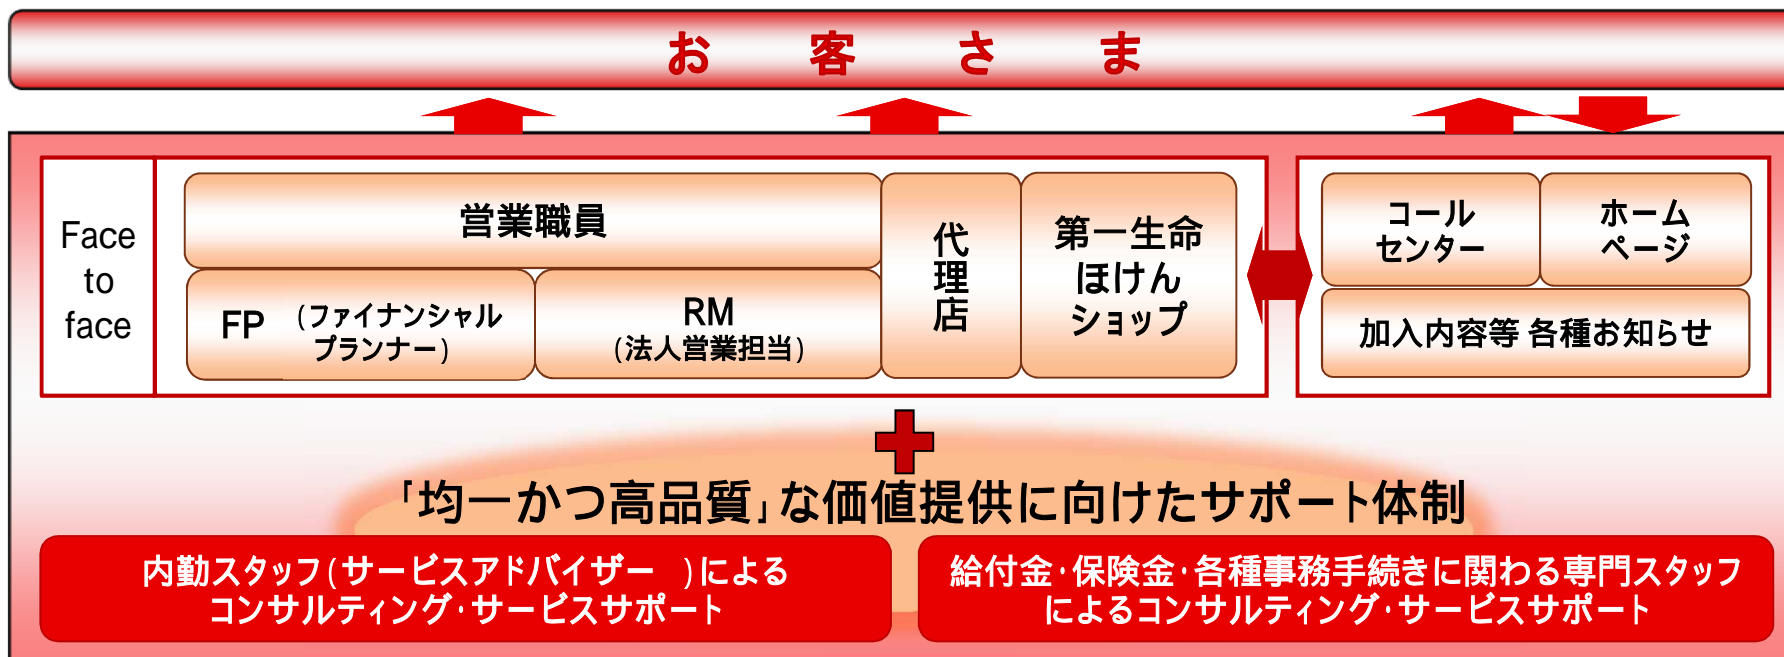 お客さま
Face
to
face
営業職員
FP (ファイナンシャル
プランナー)
RM
(法人営業担当)
代理店
第一生命
ほけん
ショップ
コール
センター
ホーム
ページ
加入内容等 各種お知らせ
「均一かつ高品質」な価値提供に向けたサポート体制
内勤スタッフ(サービスアドバイザー )による
コンサルティング・サービスサポート
給付金・保険金・各種事務手続きに関わる専門スタッフ
によるコンサルティング・サービスサポート